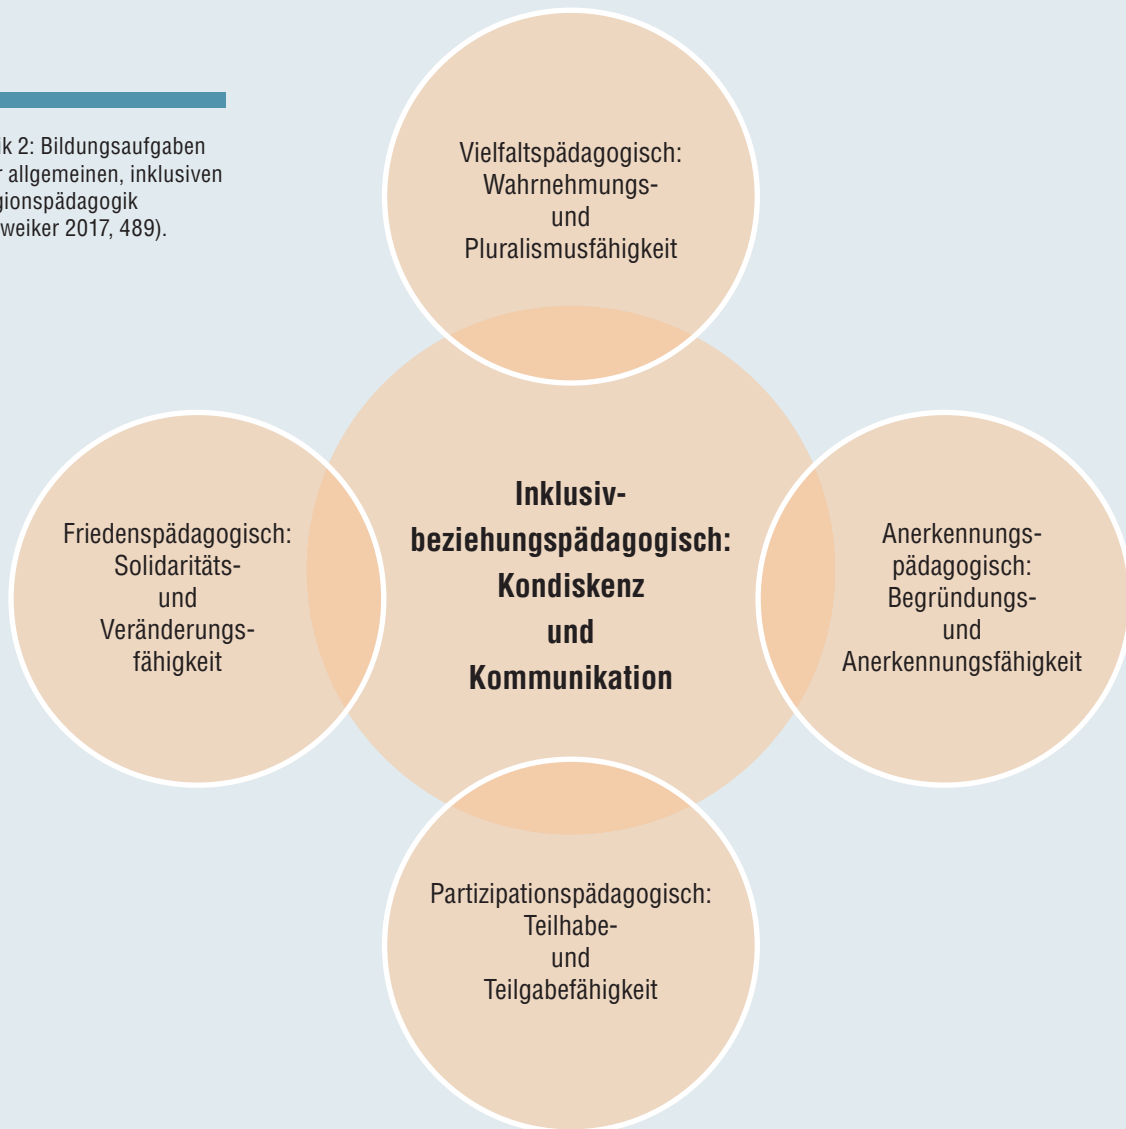 ik 2: Bildungsaufgaben
r allgemeinen, inklusiven
gionspädagogik
weiker 2017, 489).
Vielfaltspädagogisch:
Wahrnehmungs-
und
Pluralismusfähigkeit
Friedenspädagogisch:
Solidaritäts-
und
Veränderungs-
fähigkeit
Inklusiv-
beziehungspädagogisch:
Kondiskenz
und
Kommunikation
Anerkennungs-
pädagogisch:
Begründungs-
und
Anerkennungsfähigkeit
Partizipationspädagogisch:
Teilhabe-
und
Teilgabefähigkeit